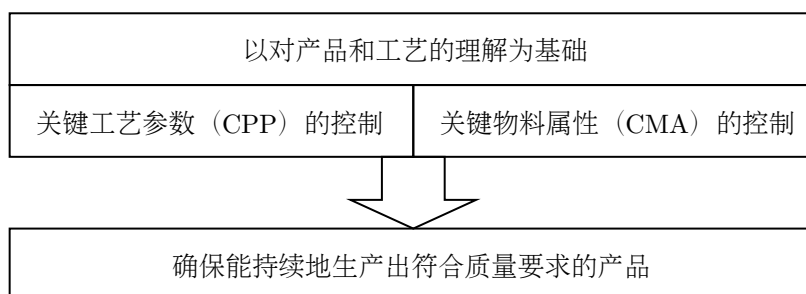 以对产品和工艺的理解为基础
关键工艺参数（CPP）的控制
关键物料属性（CMA）的控制
确保能持续地生产出符合质量要求的产品